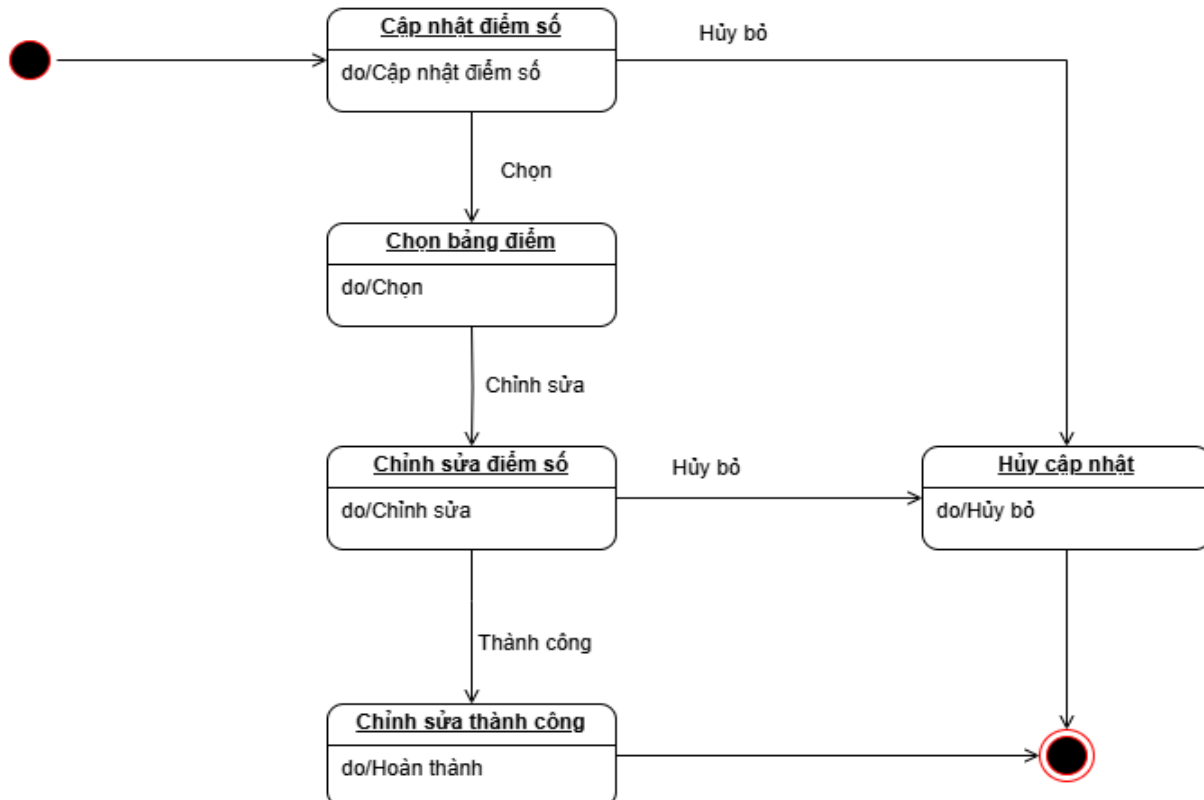 Cập nhật điểm số
do/Cập nhật điểm số
Hủy bỏ
Chọn
Chọn bảng điểm
do/Chọn
Chỉnh sửa
Chỉnh sửa điểm số
do/Chỉnh sửa
Hủy bỏ
Hủy cập nhật
do/Hủy bỏ
Thành công
Chỉnh sửa thành công
do/Hoàn thành